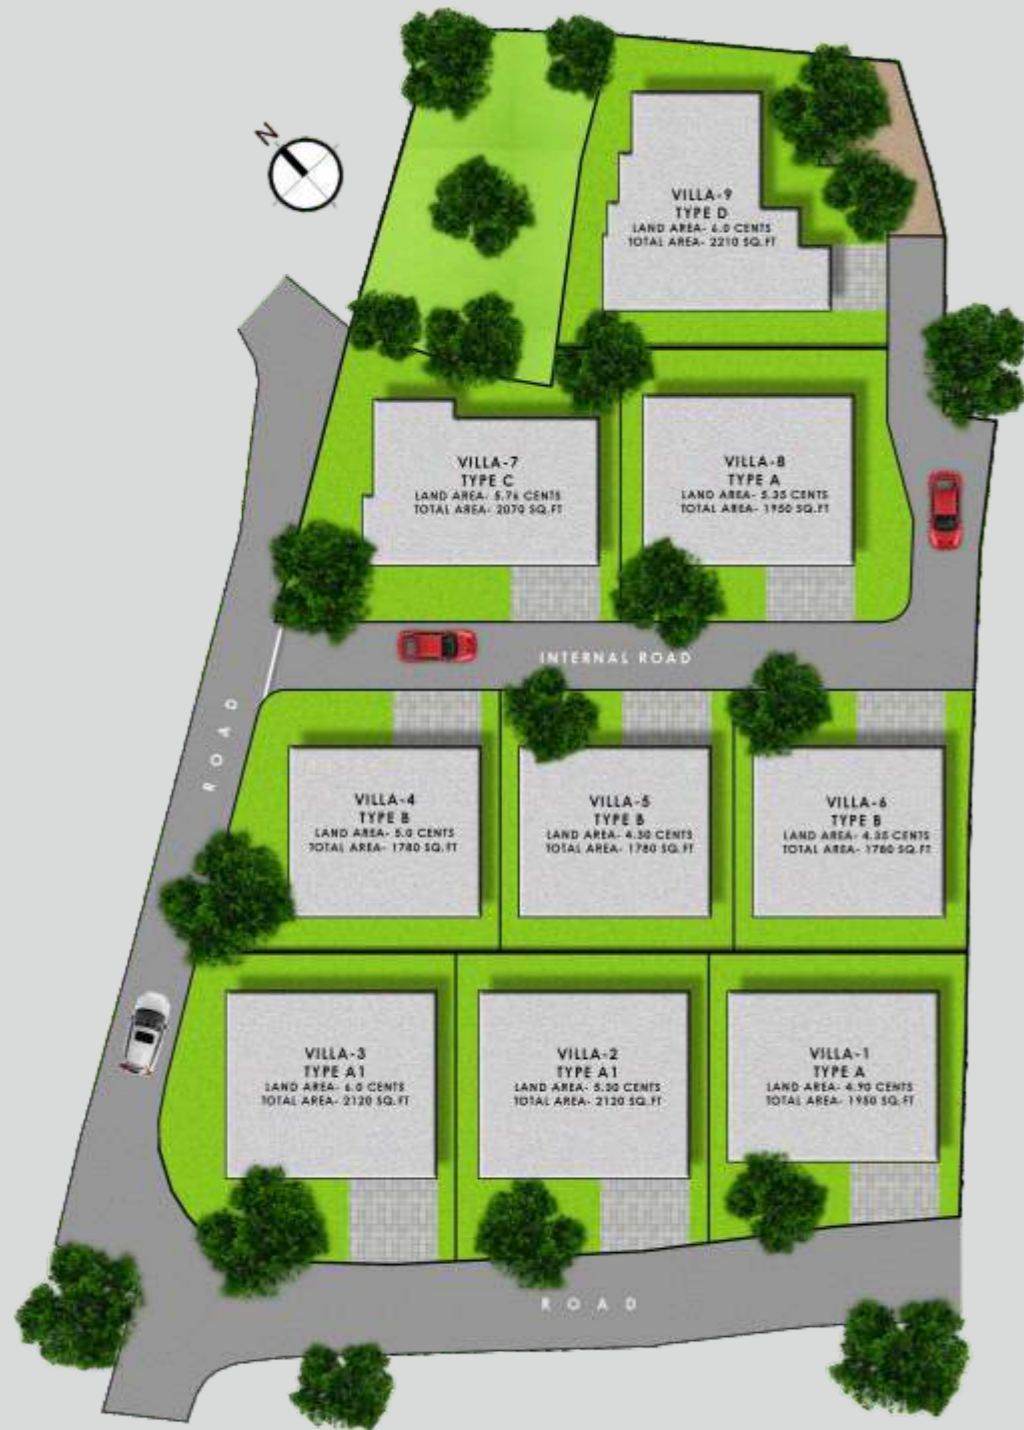 N
VILLA-9
TYPE D
LAND AREA- 6.0 CENTS
TOTAL AREA- 2210 SQ.FT
VILLA-7
TYPE C
LAND AREA- 5.76 CENTS
TOTAL AREA- 2070 SQ.FT
VILLA-8
TYPE A
LAND AREA- 5.35 CENTS
TOTAL AREA- 1950 SQ.FT
INTERNAL ROAD
ROAD
VILLA-4
TYPE B
LAND AREA- 5.0 CENTS
TOTAL AREA- 1780 SQ.FT
VILLA-5
TYPE B
LAND AREA- 4.50 CENTS
TOTAL AREA- 1780 SQ.FT
VILLA-6
TYPE B
LAND AREA- 4.35 CENTS
TOTAL AREA- 1780 SQ.FT
VILLA-3
TYPE A1
LAND AREA- 6.0 CENTS
TOTAL AREA- 2120 SQ.FT
VILLA-2
TYPE A1
LAND AREA- 5.50 CENTS
TOTAL AREA- 2120 SQ.FT
VILLA-1
TYPE A
LAND AREA- 4.90 CENTS
TOTAL AREA- 1950 SQ.FT
ROAD